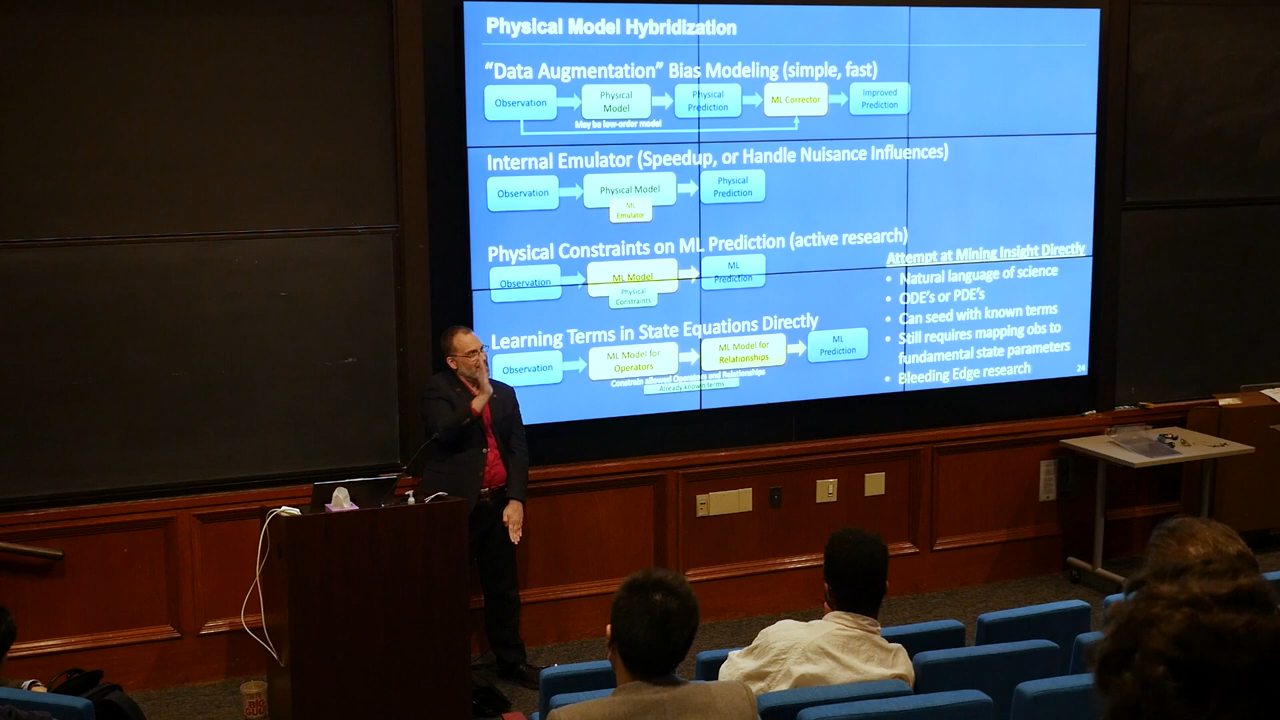 Physical Model Hybridization
“Data Augmentation” Bias Modeling (simple, fast)
Observation
Physical
Model
Physical
Prediction
ML Corrector
Improved
Prediction
May be low-order model
Internal Emulator (Speedup, or Handle Nuisance Influences)
Observation
Physical Model
ML
Emulator
Physical
Prediction
Physical Constraints on ML Prediction (active research)
Observation
ML Model
Physical
Constraints
ML
Prediction
Learning Terms in State Equations Directly
Observation
ML Model for
Operators
ML Model for
Relationships
ML
Prediction
Constrain allowed Operators and Relationships
Already known terms
Attempt at Mining Insight Directly
• Natural language of science
• ODE's or PDE's
• Can seed with known terms
• Still requires mapping obs to
fundamental state parameters
• Bleeding Edge research
24